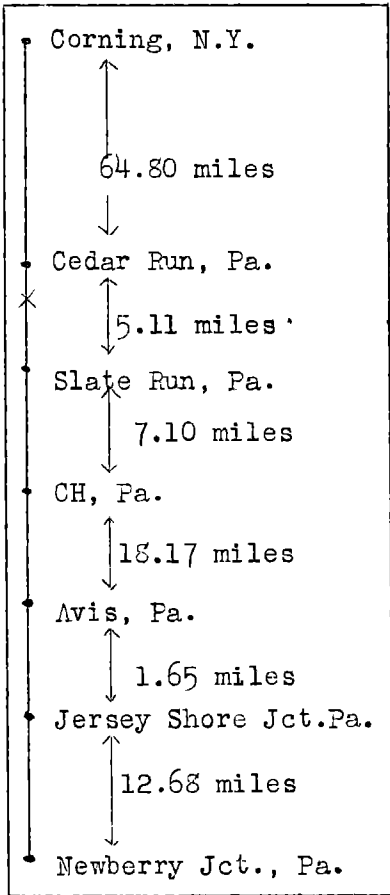 Corning, N.Y.
64.80 miles
Cedar Run, Pa.
5.11 miles
Slate Run, Pa.
7.10 miles
CH, Pa.
18.17 miles
Avis, Pa.
1.65 miles
Jersey Shore Jct.Pa.
12.68 miles
Newberry Jct., Pa.